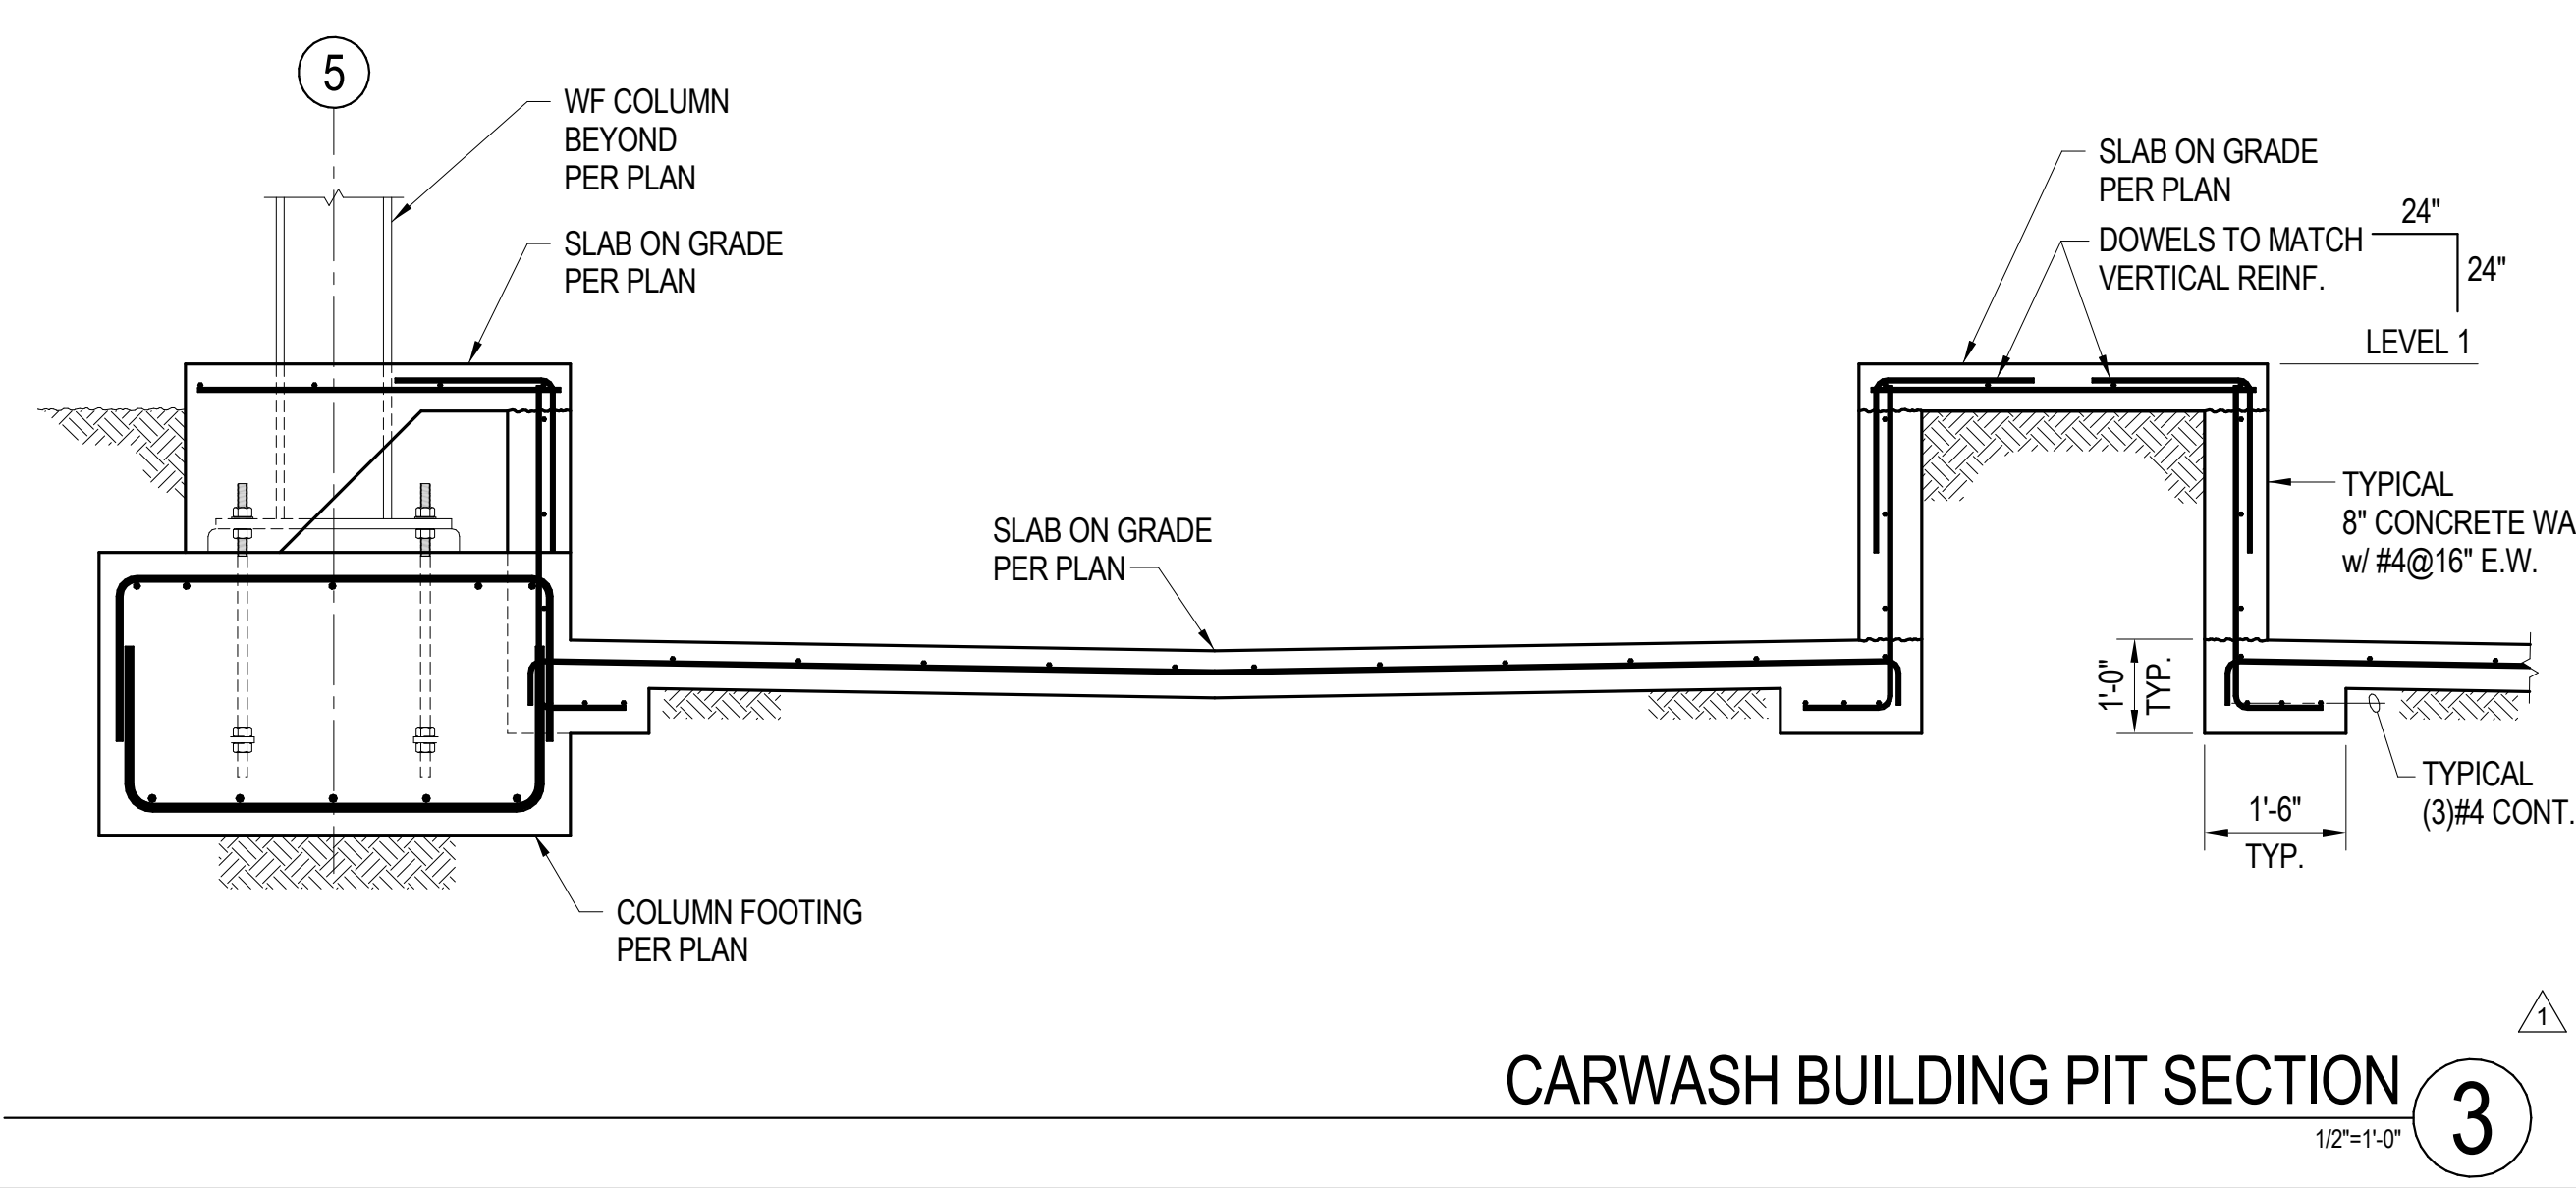 5
WF COLUMN
BEYOND
PER PLAN
SLAB ON GRADE
PER PLAN
SLAB ON GRADE
PER PLAN
SLAB ON GRADE
PER PLAN
24"
DOWELS TO MATCH
VERTICAL REINF.
24"
LEVEL 1
TYPICAL
8" CONCRETE WA
w/ #4@16" E.W.
1'-0"
TYP.
1'-6"
TYP.
TYPICAL
(3)#4 CONT.
COLUMN FOOTING
PER PLAN
1
CARWASH BUILDING PIT SECTION
3
1/2"=1'-0"